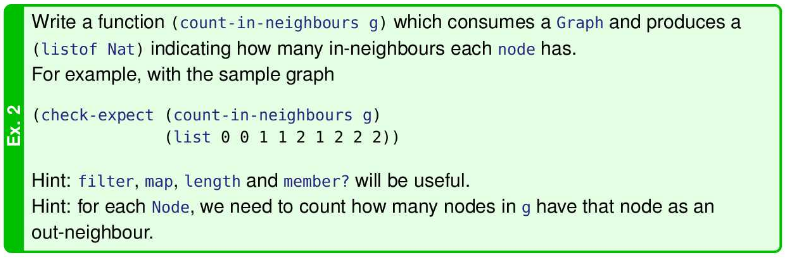 Ex. 2
Write a function (count-in-neighbours g) which consumes a Graph and produces a
(listof Nat) indicating how many in-neighbours each node has.
For example, with the sample graph
(check-expect (count-in-neighbours g)
(list 0 0 1 1 2 1 2 2 2))
Hint: filter, map, length and member? will be useful.
Hint: for each Node, we need to count how many nodes in g have that node as an
out-neighbour.